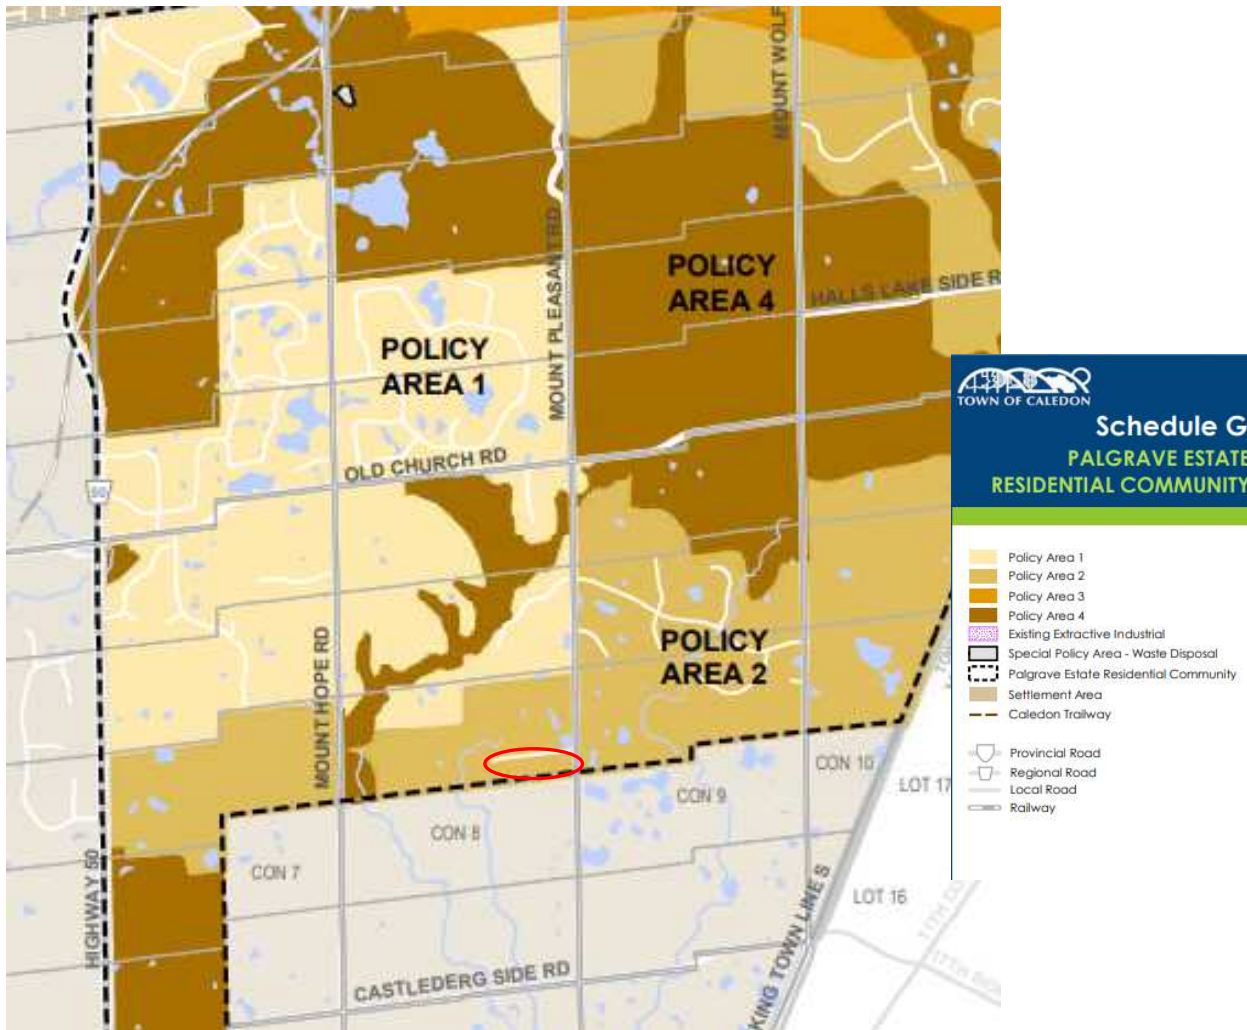 MOUNT WOLF
POLICY
AREA 4
HALLS LAKE SIDE R
MOUNT PLEASANT RD
POLICY
AREA 1
OLD CHURCH RD
50
POLICY
AREA 2
MOUNT HOPE RD
CON 10
LOT 17
CON 9
CON 8
CON 7
HIGHWAY 50
LOT 16
CASTLEDERG SIDE RD
KING TOWN LINE S
TOWN OF CALEDON
Schedule G
PALGRAVE ESTATE
RESIDENTIAL COMMUNITY
Policy Area 1
Policy Area 2
Policy Area 3
Policy Area 4
Existing Extractive Industrial
Special Policy Area - Waste Disposal
Palgrave Estate Residential Community
Settlement Area
Caledon Trailway
Provincial Road
Regional Road
Local Road
Railway